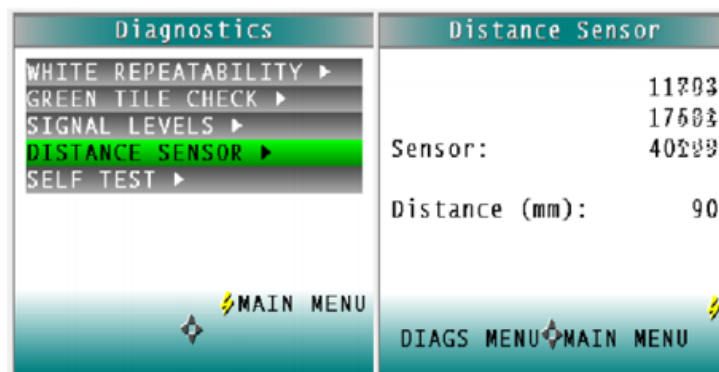 Diagnostics
WHITE REPEATABILITY
GREEN TILE CHECK
SIGNAL LEVELS
DISTANCE SENSOR
SELF TEST
MAIN MENU
Distance Sensor
Sensor:
Distance (mm): 90
DIAGS MENU MAIN MENU